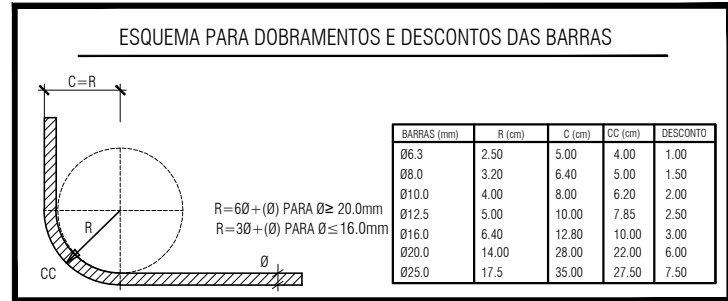 ESQUEMA PARA DOBRAMENTOS E DESCONTOS DAS BARRAS
C=R
R
CC
Ø
R=6Ø+(Ø) PARA Ø≥ 20.0mm
R=3Ø+(Ø) PARA Ø≤16.0mm
BARRAS (mm) R (cm) C (cm) CC (cm) DESCONTO
Ø6.3 2.50 5.00 4.00 1.00
Ø8.0 3.20 6.40 5.00 1.50
Ø10.0 4.00 8.00 6.20 2.00
Ø12.5 5.00 10.00 7.85 2.50
Ø16.0 6.40 12.80 10.00 3.00
Ø20.0 14.00 28.00 22.00 6.00
Ø25.0 17.5 35.00 27.50 7.50